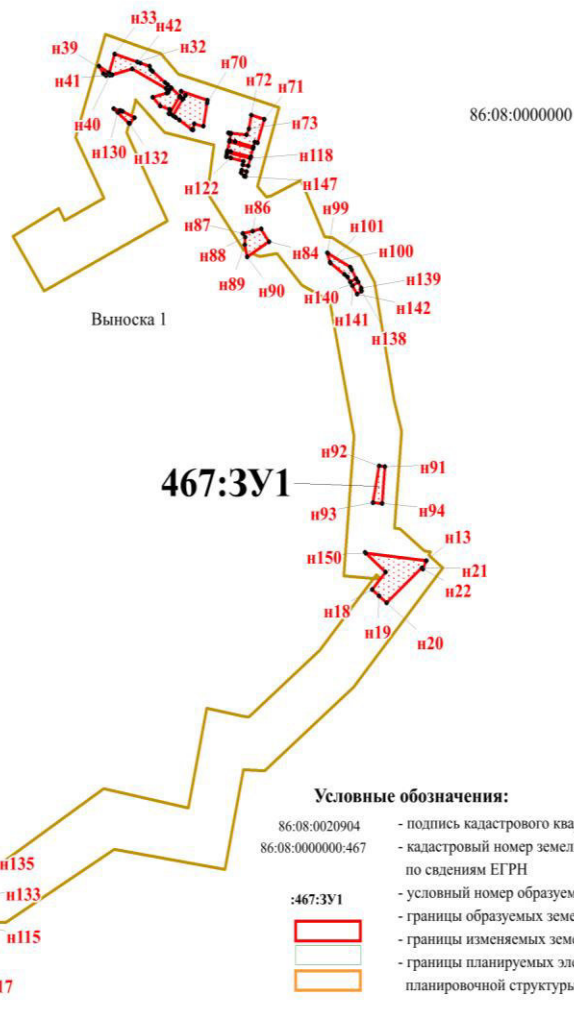 н33
н42
н39
н32
н70
н72
н71
н41
н73
86:08:0000000
н40
н130
н132
н118
н122
н147
н86
н99
н87
н101
н84
н100
н88
н89
н90
н139
н140
н142
н141
н138
Выноска 1
н92
н91
467:ЗУ1
н93
н94
н13
н150
н21
н22
н18
н19
н20
Условные обозначения:
86:08:0020904 - подпись кадастрового ква
86:08:0000000:467 - кадастровый номер земел
по свдениям ЕГРН
:467:ЗУ1 - условный номер образуем
- границы образуемых земе
- границы изменяемых земе
- границы планируемых эле
планировочной структуры
н135
н133
н115
17